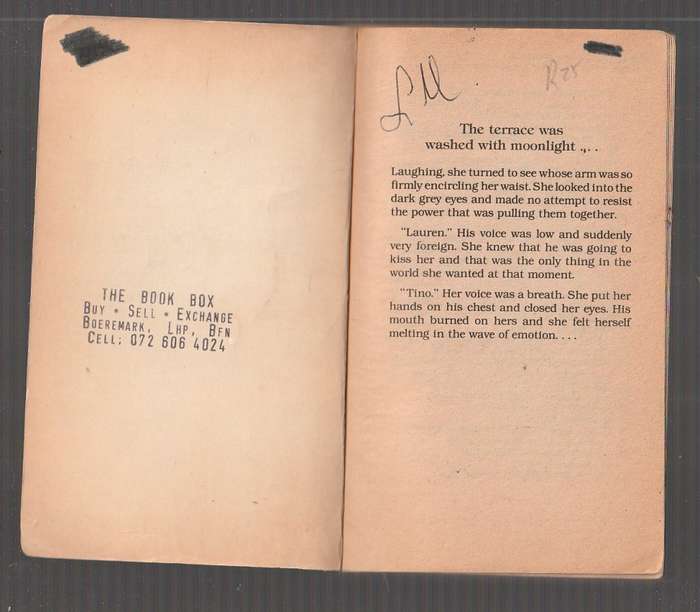 THE BOOK BOX
BUY * SELL * EXCHANGE
BOEREMARK, LHP, BFN
CELL: 072 606 4024
R25
The terrace was
washed with moonlight . . .
Laughing, she turned to see whose arm was so
firmly encircling her waist. She looked into the
dark grey eyes and made no attempt to resist
the power that was pulling them together.
"Lauren." His voice was low and suddenly
very foreign. She knew that he was going to
kiss her and that was the only thing in the
world she wanted at that moment.
"Tino." Her voice was a breath. She put her
hands on his chest and closed her eyes. His
mouth burned on hers and she felt herself
melting in the wave of emotion. . . .